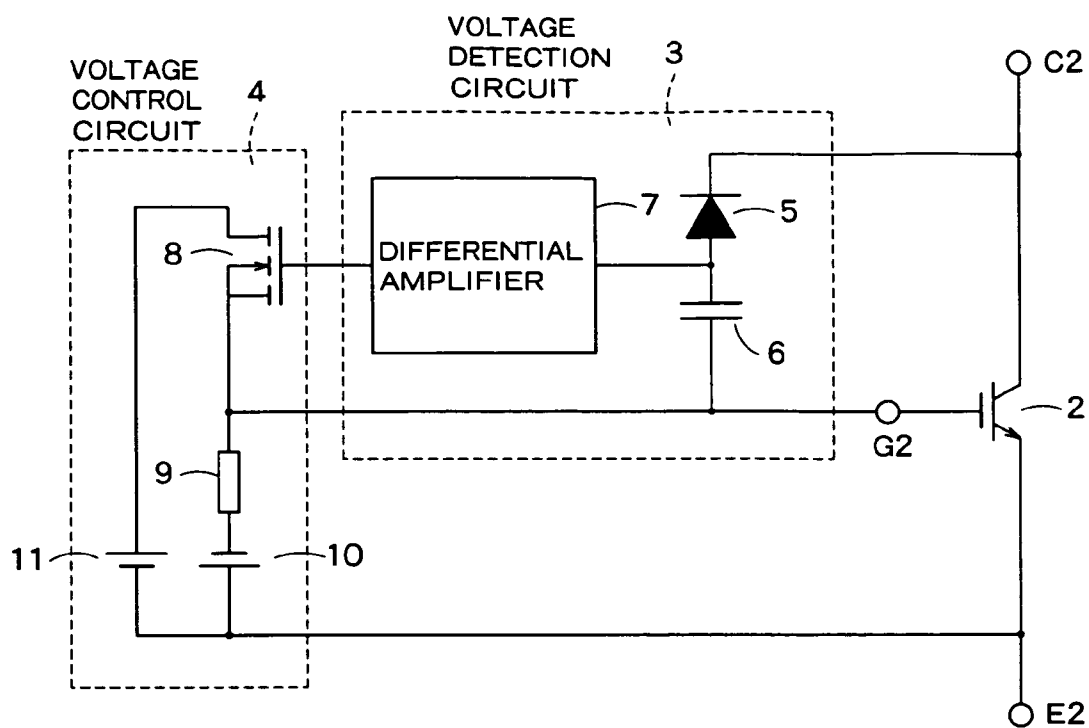 VOLTAGE
DETECTION
CIRCUIT
3
C2
VOLTAGE
CONTROL
CIRCUIT
4
7
5
8
DIFFERENTIAL
AMPLIFIER
6
2
G2
9
11
10
E2